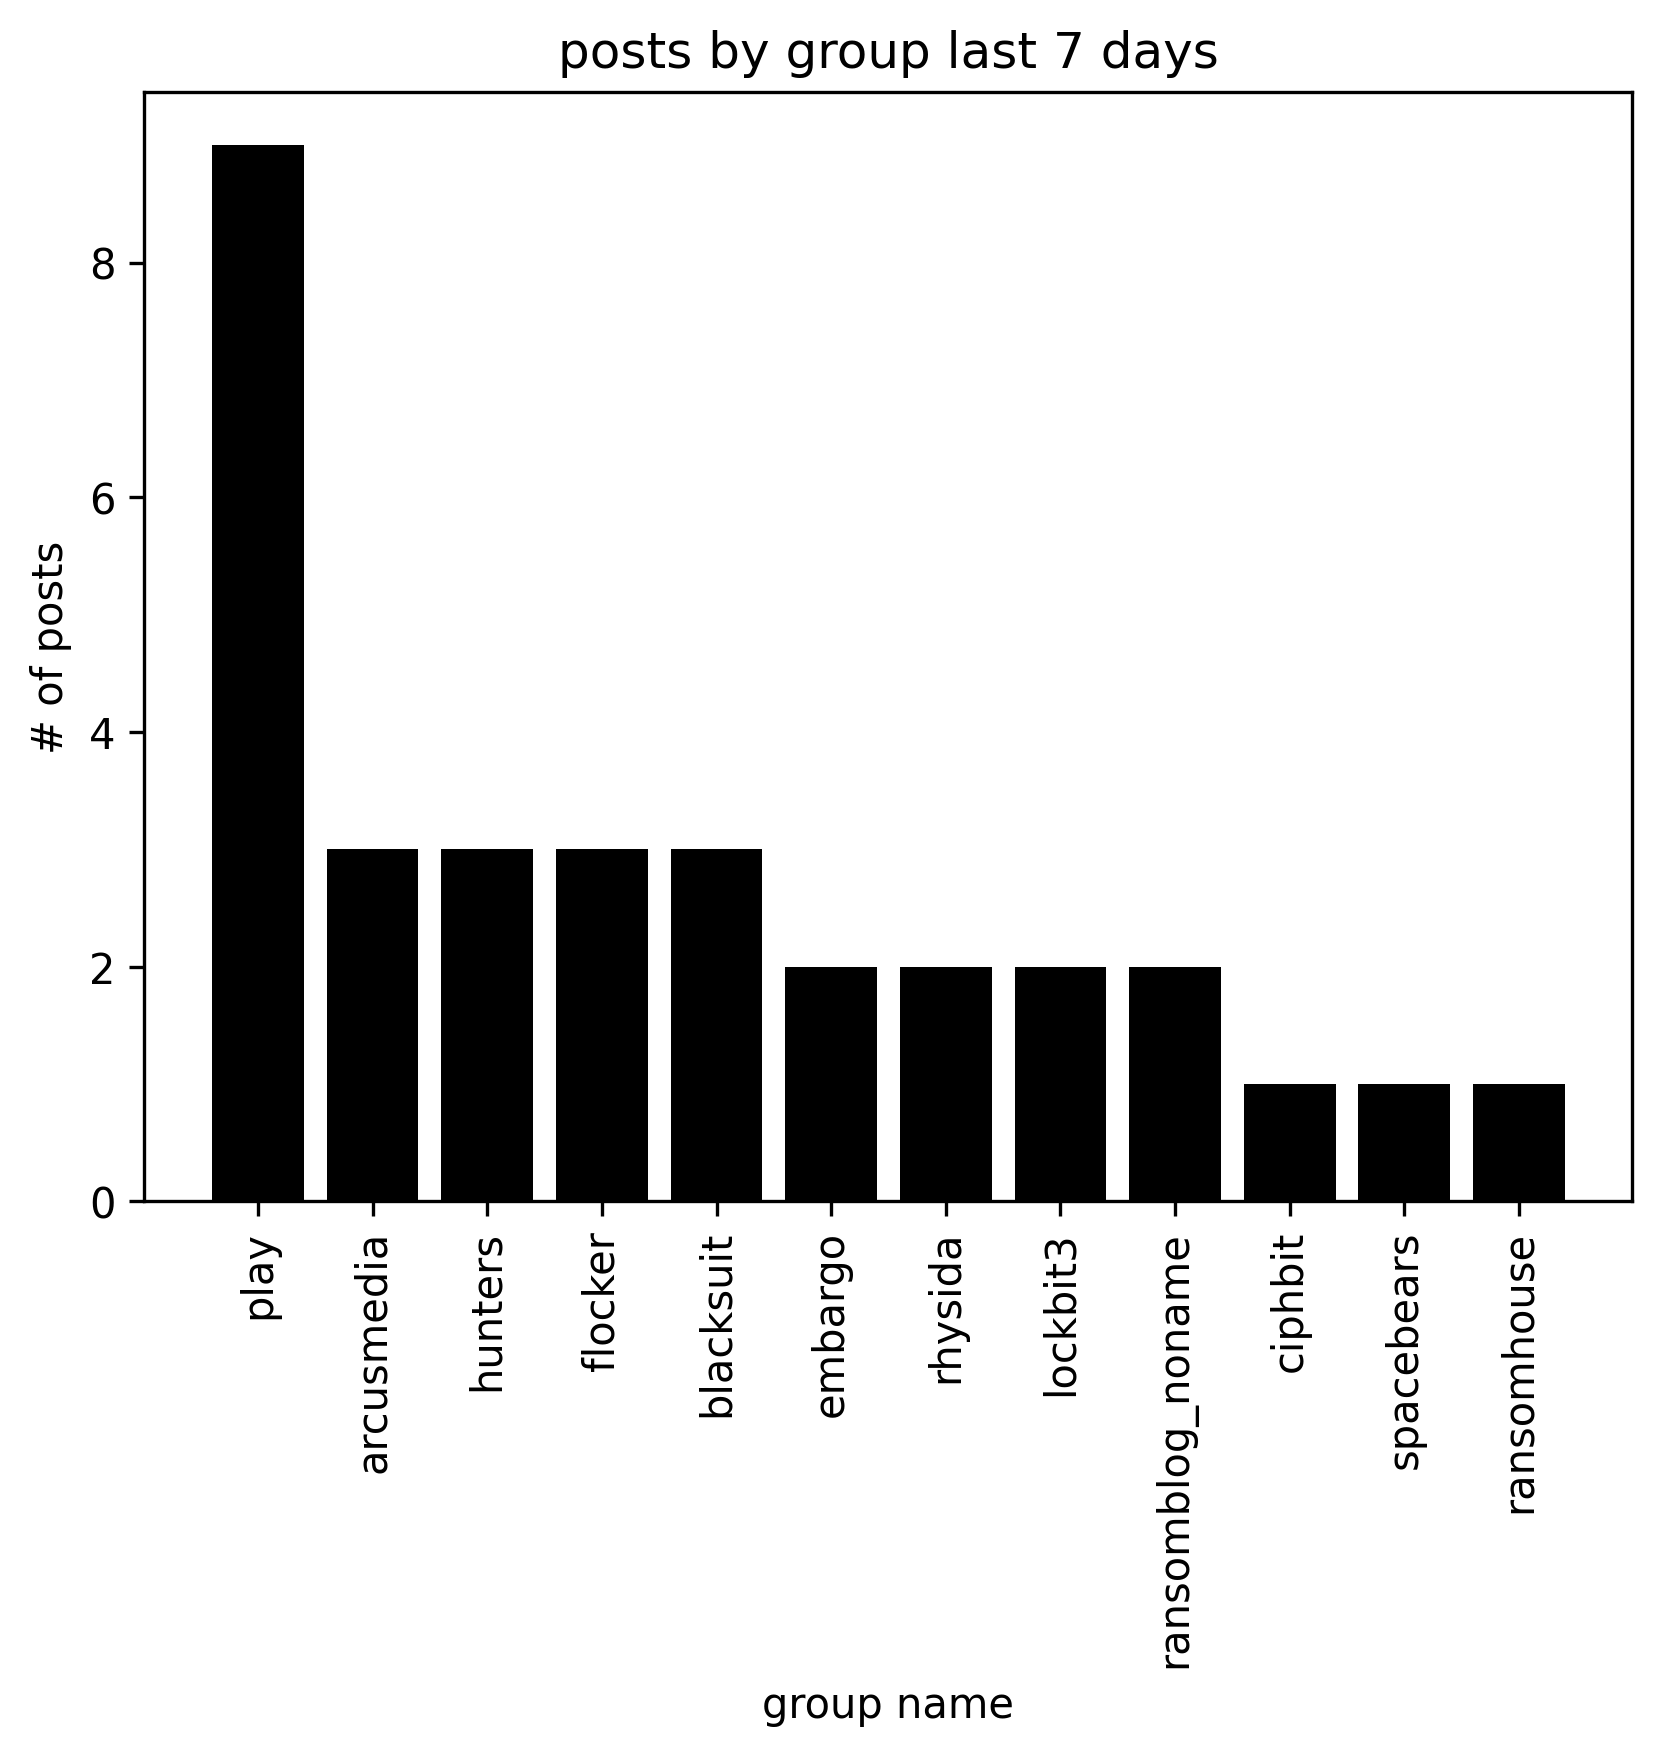 posts by group last 7 days
# of posts
8
6
4
2
0
play
arcusmedia
hunters
flocker
blacksuit
embargo
rhysida
lockbit3
ransomblog_noname
ciphbit
spacebears
ransomhouse
group name